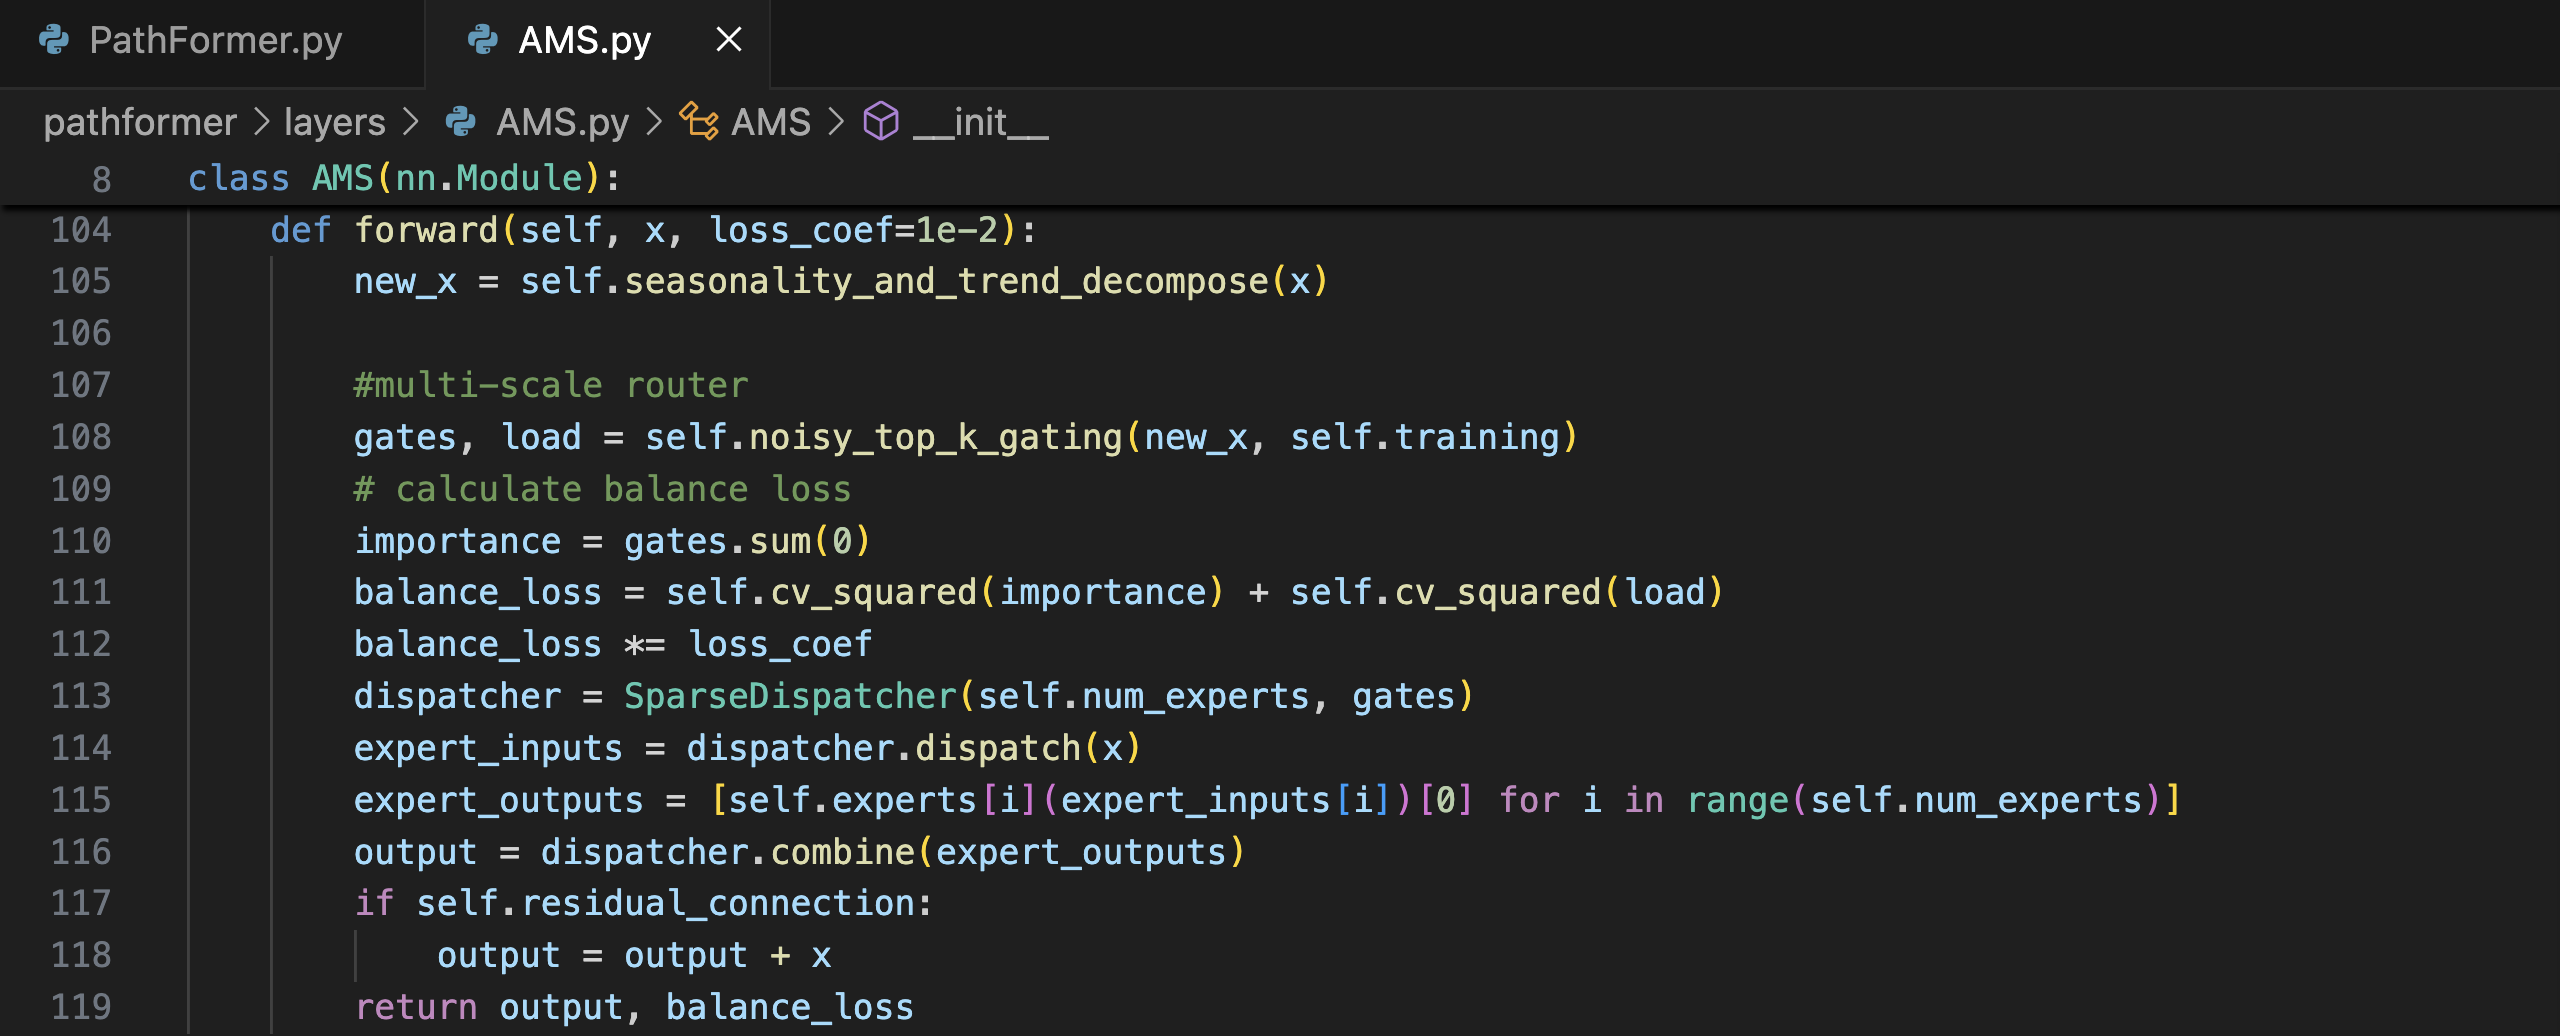 PathFormer.py
AMS.py
pathformer > layers > AMS.py > AMS > __init__
8 class AMS(nn.Module):
104 def forward(self, x, loss_coef=1e-2):
105 new_x = self.seasonality_and_trend_decompose(x)
106
107 #multi-scale router
108 gates, load = self.noisy_top_k_gating(new_x, self.training)
109 # calculate balance loss
110 importance = gates.sum(0)
111 balance_loss = self.cv_squared(importance) + self.cv_squared(load)
112 balance_loss *= loss_coef
113 dispatcher = SparseDispatcher(self.num_experts, gates)
114 expert_inputs = dispatcher.dispatch(x)
115 expert_outputs = [self.experts[i](expert_inputs[i])[0] for i in range(self.num_experts)]
116 output = dispatcher.combine(expert_outputs)
117 if self.residual_connection:
118 output = output + x
119 return output, balance_loss